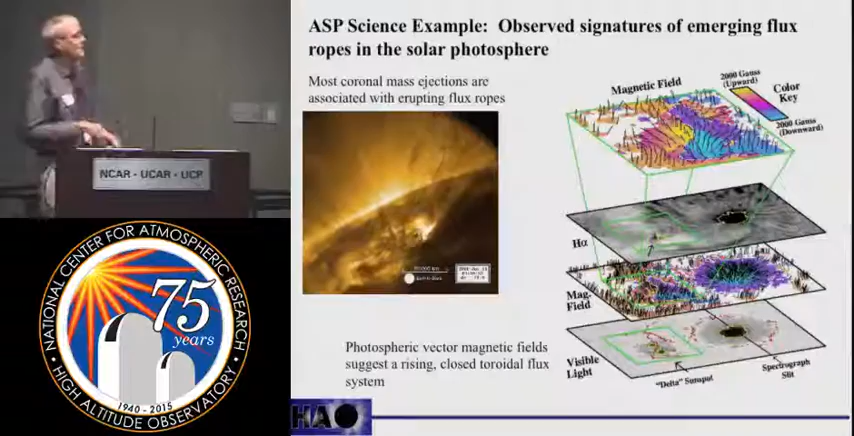 ASP Science Example: Observed signatures of emerging flux
ropes in the solar photosphere
Most coronal mass ejections are
associated with erupting flux ropes
Magnetic Field
2000 Gauss
(Upward)
Color
Key
2000 Gauss
(Downward)
Hα
Mag.
Field
Visible
Light
"Delta" Sunspot
Spectrograph
Slit
Photospheric vector magnetic fields
suggest a rising, closed toroidal flux
system
HAO
NCAR · UCAR · UCP
NATIONAL CENTER FOR ATMOSPHERIC RESEARCH
75
years
1940 - 2015
HIGH ALTITUDE OBSERVATORY